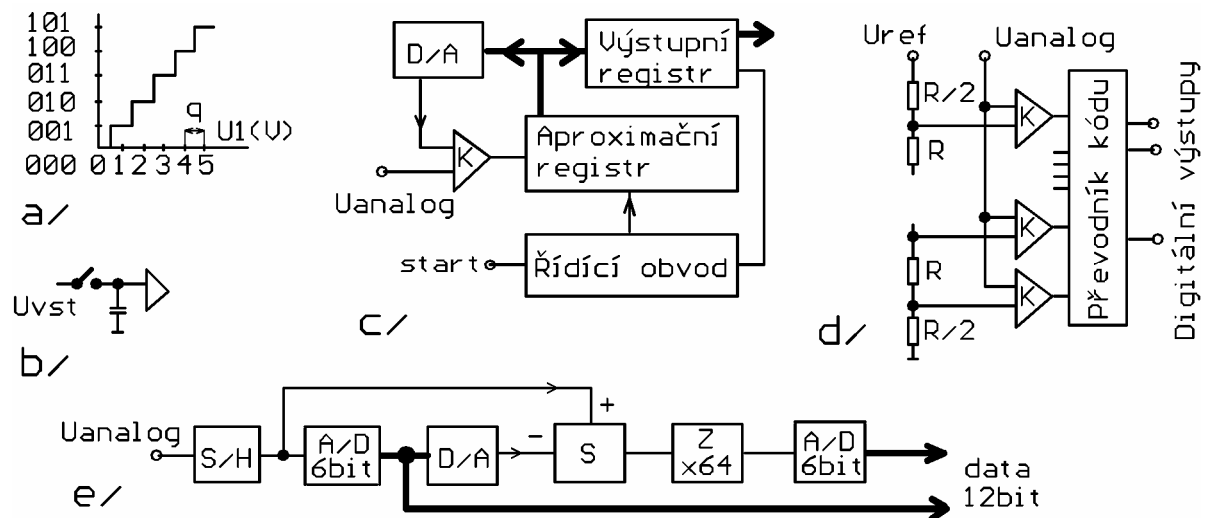 101
100
011
010
001
000 0 1 2 3 4 5
q
U1(V)
a/
Uvst
b/
D/A
Výstupní
registr
K
Aproximační
registr
Uanalog
start
Řídící obvod
c/
Uref
Uanalog
R/2
R
K
K
R
K
R/2
Převodník kódu
Digitální výstupy
d/
Uanalog
S/H
A/D
6bit
D/A
-
+
S
Z
x64
A/D
6bit
data
12bit
e/